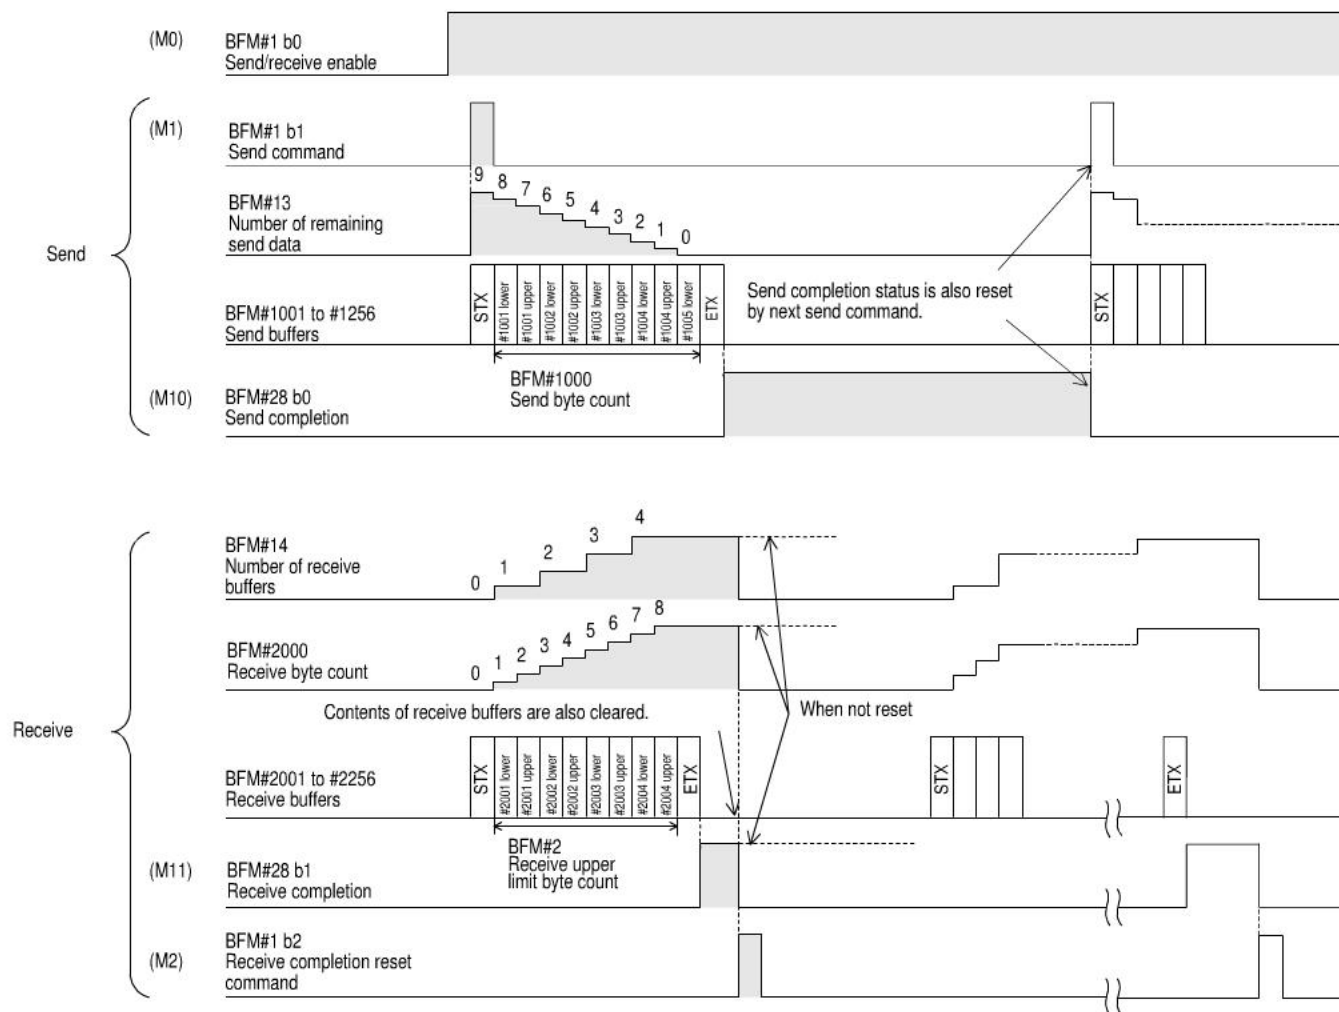 (M0)
BFM#1 b0
Send/receive enable
(M1)
BFM#1 b1
Send command
9 8 7 6 5 4 3 2 1 0
BFM#13
Number of remaining
send data
Send
BFM#1001 to #1256
Send buffers
STX
#1001 lower
#1001 upper
#1002 lower
#1002 upper
#1003 lower
#1003 upper
#1004 lower
#1004 upper
#1005 lower
ETX
Send completion status is also reset
by next send command.
STX
BFM#1000
Send byte count
(M10)
BFM#28 b0
Send completion
BFM#14
Number of receive
buffers
0 1 2 3 4
BFM#2000
Receive byte count
0 1 2 3 4 5 6 7 8
Contents of receive buffers are also cleared.
When not reset
Receive
BFM#2001 to #2256
Receive buffers
STX
#2001 lower
#2001 upper
#2002 lower
#2002 upper
#2003 lower
#2003 upper
#2004 lower
#2004 upper
ETX
STX
ETX
BFM#2
Receive upper
limit byte count
(M11)
BFM#28 b1
Receive completion
(M2)
BFM#1 b2
Receive completion reset
command